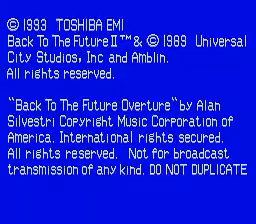 © 1993 TOSHIBA EMI
Back To The Future II™ & © 1989 Universal
City Studios, Inc and Amblin.
All rights reserved.
"Back To The Future Overture" by Alan
Silvestri Copyright Music Corporation of
America. International rights secured.
All rights reserved. Not for broadcast
transmission of any kind. DO NOT DUPLICATE